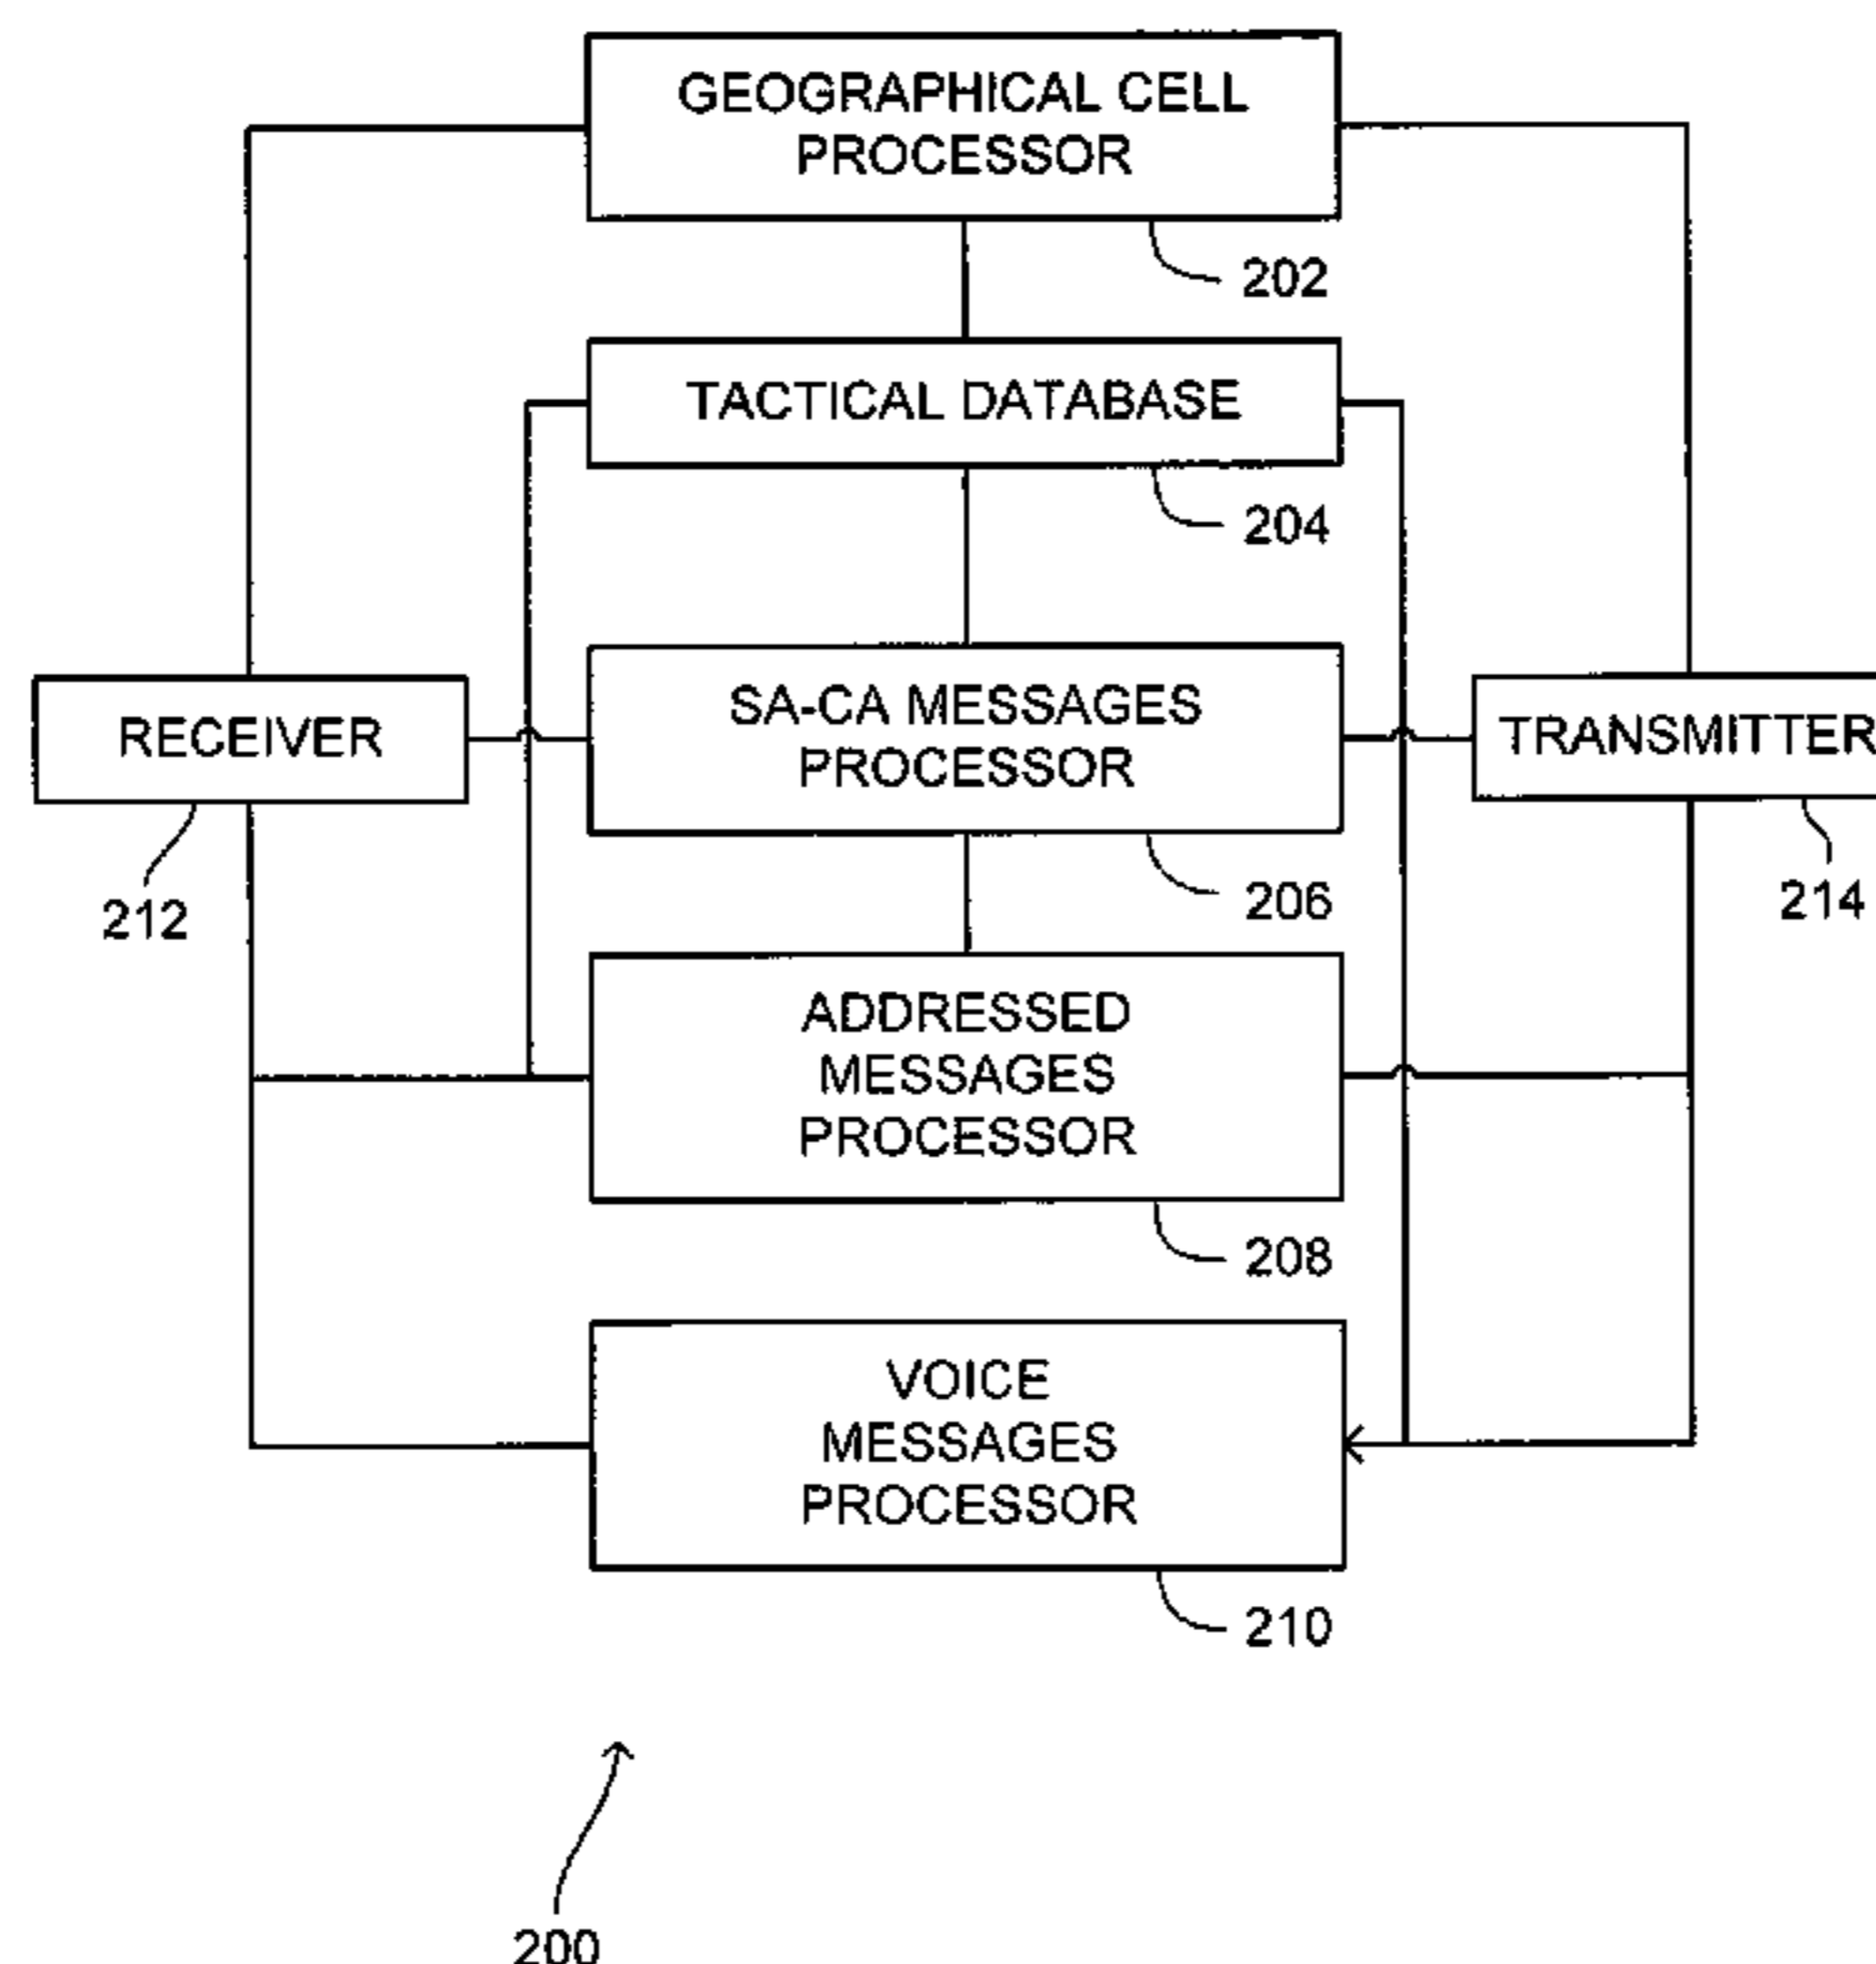 GEOGRAPHICAL CELL
PROCESSOR
202
TACTICAL DATABASE
204
SA-CA MESSAGES
PROCESSOR
206
RECEIVER
212
TRANSMITTER
214
ADDRESSED
MESSAGES
PROCESSOR
208
VOICE
MESSAGES
PROCESSOR
210
200